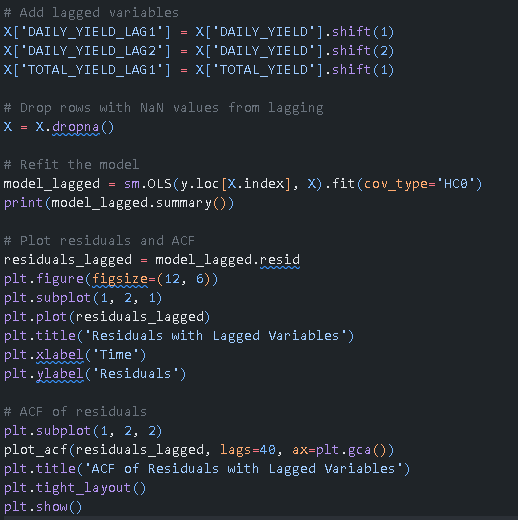 # Add lagged variables
X['DAILY_YIELD_LAG1'] = X['DAILY_YIELD'].shift(1)
X['DAILY_YIELD_LAG2'] = X['DAILY_YIELD'].shift(2)
X['TOTAL_YIELD_LAG1'] = X['TOTAL_YIELD'].shift(1)
# Drop rows with NaN values from lagging
X = X.dropna()
# Refit the model
model_lagged = sm.OLS(y.loc[X.index], X).fit(cov_type='HC0')
print(model_lagged.summary())
# Plot residuals and ACF
residuals_lagged = model_lagged.resid
plt.figure(figsize=(12, 6))
plt.subplot(1, 2, 1)
plt.plot(residuals_lagged)
plt.title('Residuals with Lagged Variables')
plt.xlabel('Time')
plt.ylabel('Residuals')
# ACF of residuals
plt.subplot(1, 2, 2)
plot_acf(residuals_lagged, lags=40, ax=plt.gca())
plt.title('ACF of Residuals with Lagged Variables')
plt.tight_layout()
plt.show()